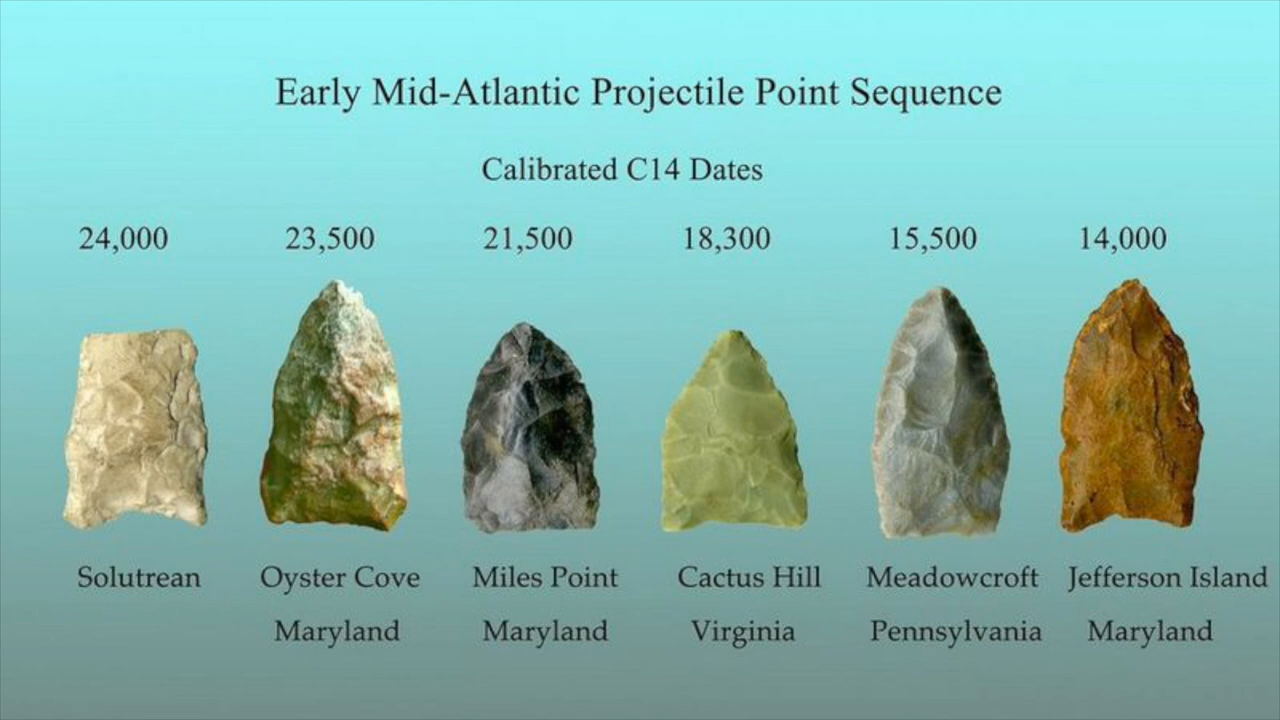 Early Mid-Atlantic Projectile Point Sequence
Calibrated C14 Dates
24,000 23,500 21,500 18,300 15,500 14,000
Solutrean Oyster Cove Miles Point Cactus Hill Meadowcroft Jefferson Island
Maryland Maryland Virginia Pennsylvania Maryland